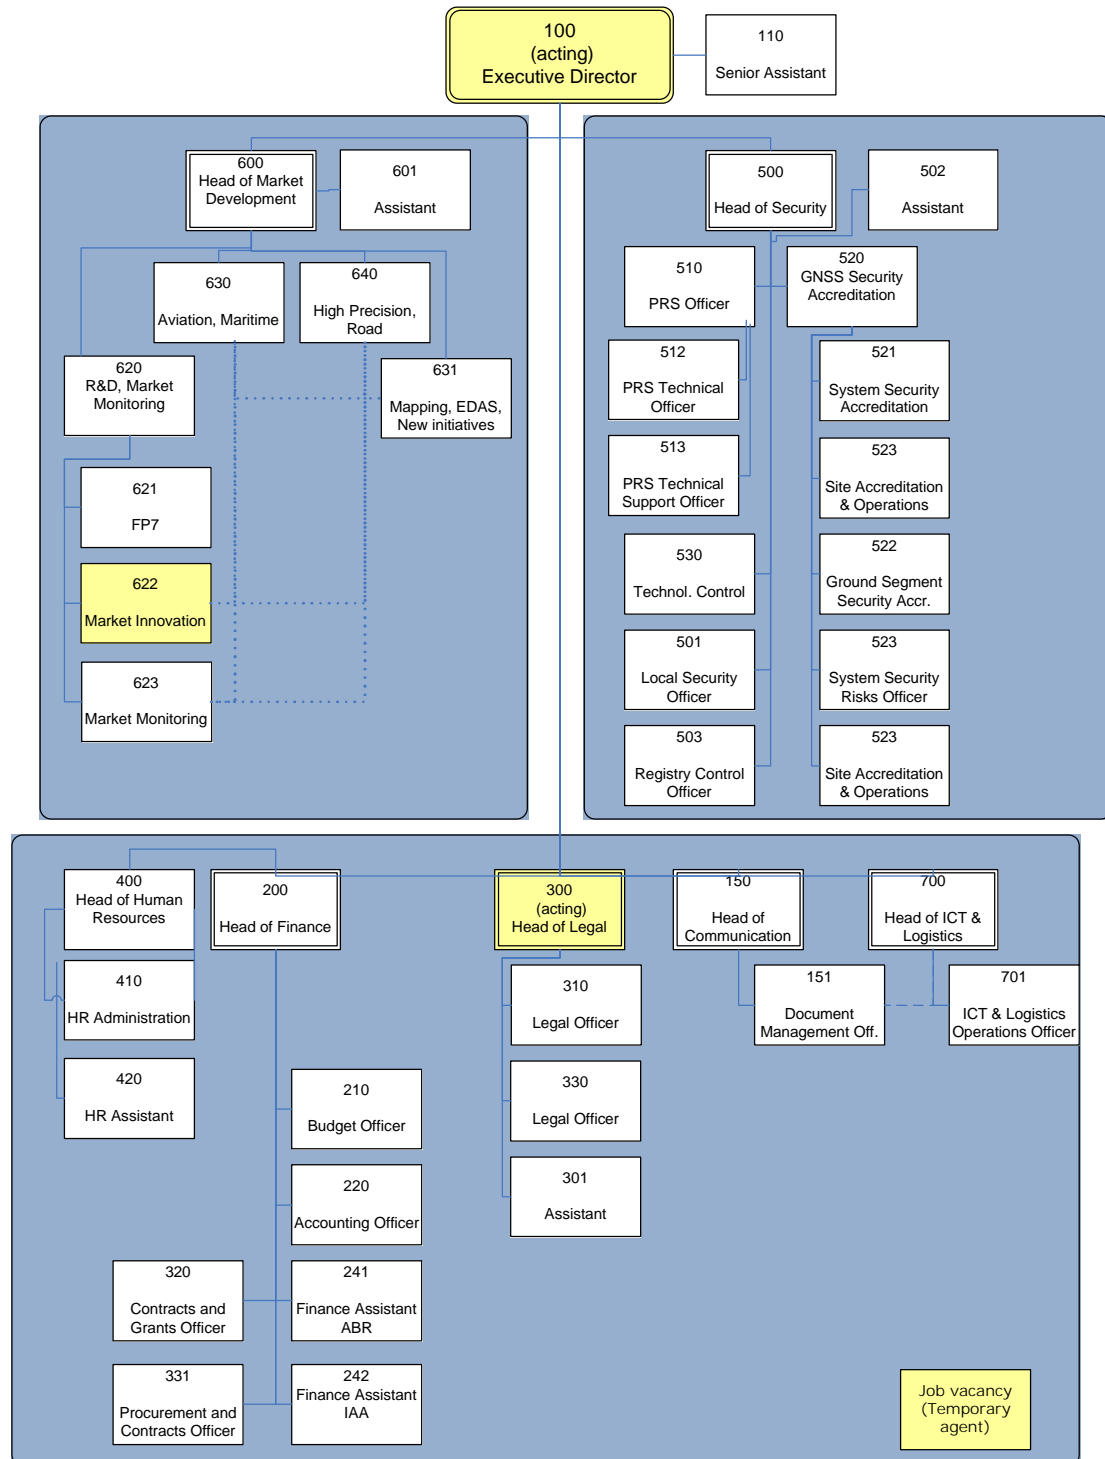 100
(acting)
Executive Director
110
Senior Assistant
600
Head of Market
Development
601
Assistant
500
Head of Security
502
Assistant
630
Aviation, Maritime
640
High Precision,
Road
510
PRS Officer
520
GNSS Security
Accreditation
620
R&D, Market
Monitoring
631
Mapping, EDAS,
New initiatives
512
PRS Technical
Officer
521
System Security
Accreditation
621
FP7
513
PRS Technical
Support Officer
523
Site Accreditation
& Operations
622
Market Innovation
530
Technol. Control
522
Ground Segment
Security Accr.
623
Market Monitoring
501
Local Security
Officer
523
System Security
Risks Officer
503
Registry Control
Officer
523
Site Accreditation
& Operations
400
Head of Human
Resources
200
Head of Finance
300
(acting)
Head of Legal
150
Head of
Communication
700
Head of ICT &
Logistics
410
HR Administration
310
Legal Officer
151
Document
Management Off.
701
ICT & Logistics
Operations Officer
420
HR Assistant
210
Budget Officer
330
Legal Officer
220
Accounting Officer
301
Assistant
320
Contracts and
Grants Officer
241
Finance Assistant
ABR
331
Procurement and
Contracts Officer
242
Finance Assistant
IAA
Job vacancy
(Temporary
agent)